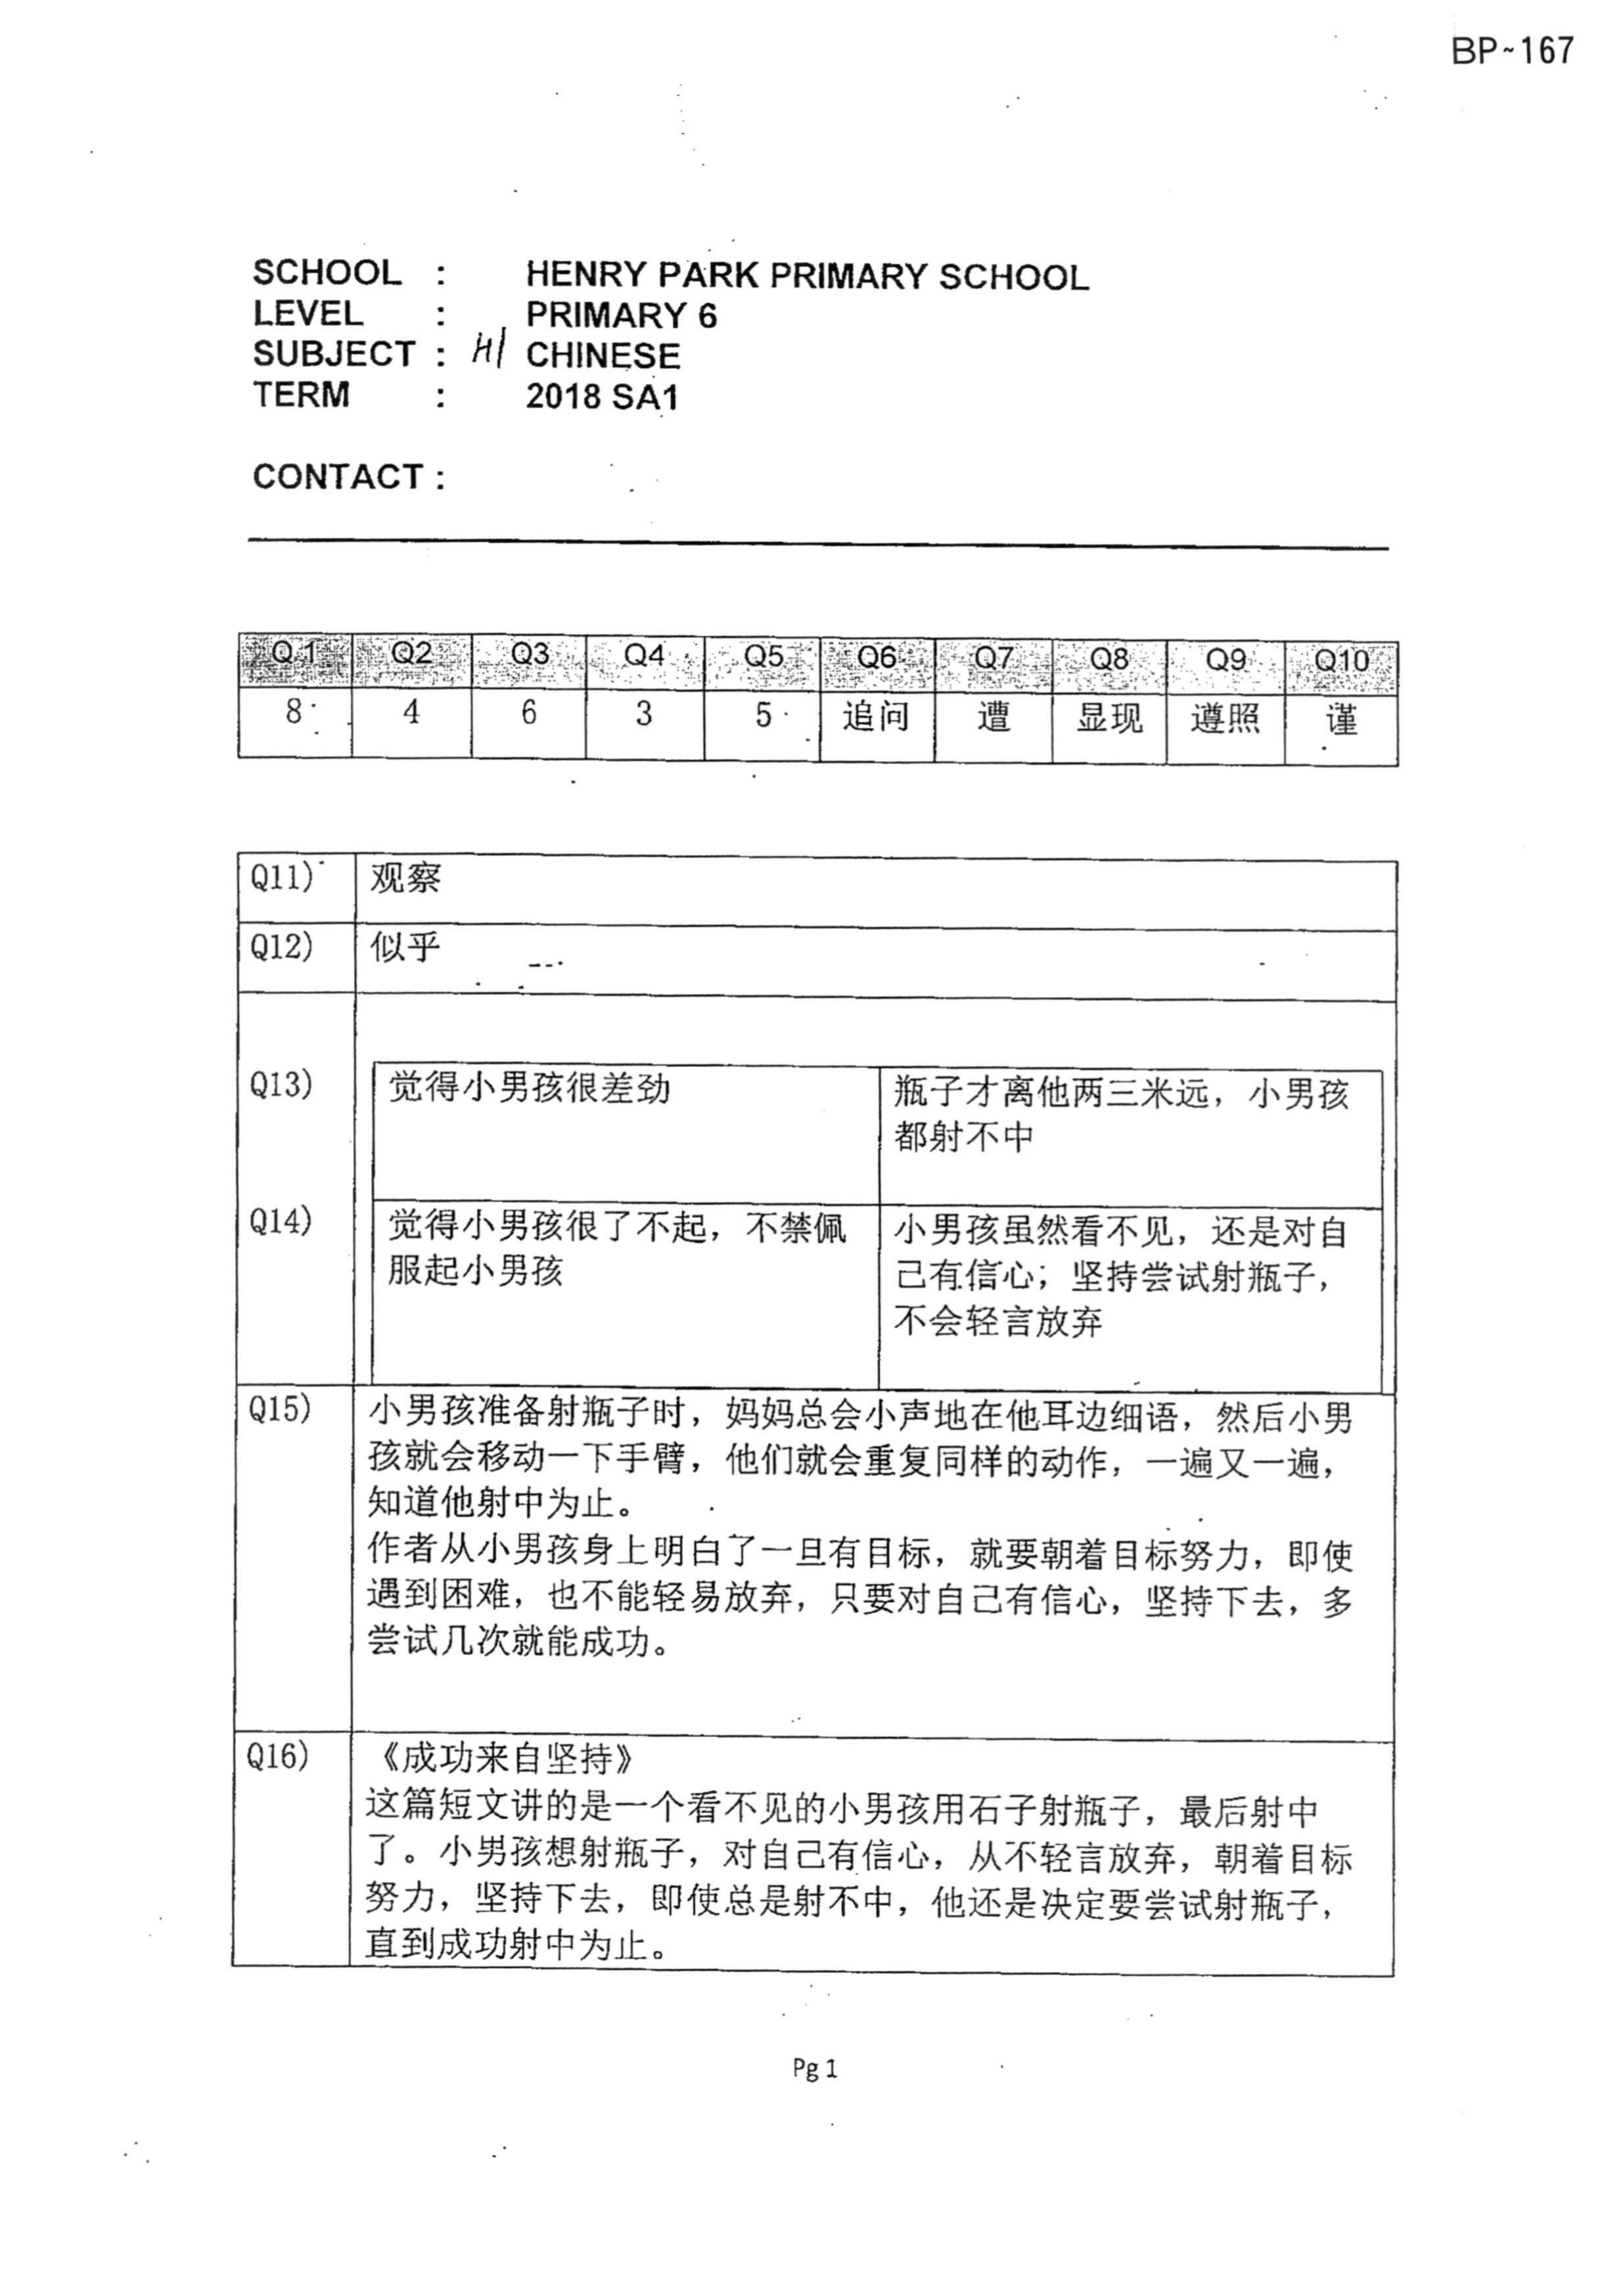 BP~167
SCHOOL : HENRY PARK PRIMARY SCHOOL
LEVEL : PRIMARY 6
SUBJECT : H1 CHINESE
TERM : 2018 SA1
CONTACT :
Q1 Q2 Q3 Q4 Q5 Q6 Q7 Q8 Q9 Q10
8 4 6 3 5 追问 遭 显现 遵照 谨
Q11) 观察
Q12) 似乎
Q13) 觉得小男孩很差劲 瓶子才离他两三米远，小男孩
都射不中
Q14) 觉得小男孩很了不起，不禁佩 小男孩虽然看不见，还是对自
服起小男孩 己有信心；坚持尝试射瓶子，
不会轻言放弃
Q15) 小男孩准备射瓶子时，妈妈总会小声地在他耳边细语，然后小男
孩就会移动一下手臂，他们就会重复同样的动作，一遍又一遍，
知道他射中为止。
作者从小男孩身上明白了一旦有目标，就要朝着目标努力，即使
遇到困难，也不能轻易放弃，只要对自己有信心，坚持下去，多
尝试几次就能成功。
Q16) 《成功来自坚持》
这篇短文讲的是一个看不见的小男孩用石子射瓶子，最后射中
了。小男孩想射瓶子，对自己有信心，从不轻言放弃，朝着目标
努力，坚持下去，即使总是射不中，他还是决定要尝试射瓶子，
直到成功射中为止。
Pg 1